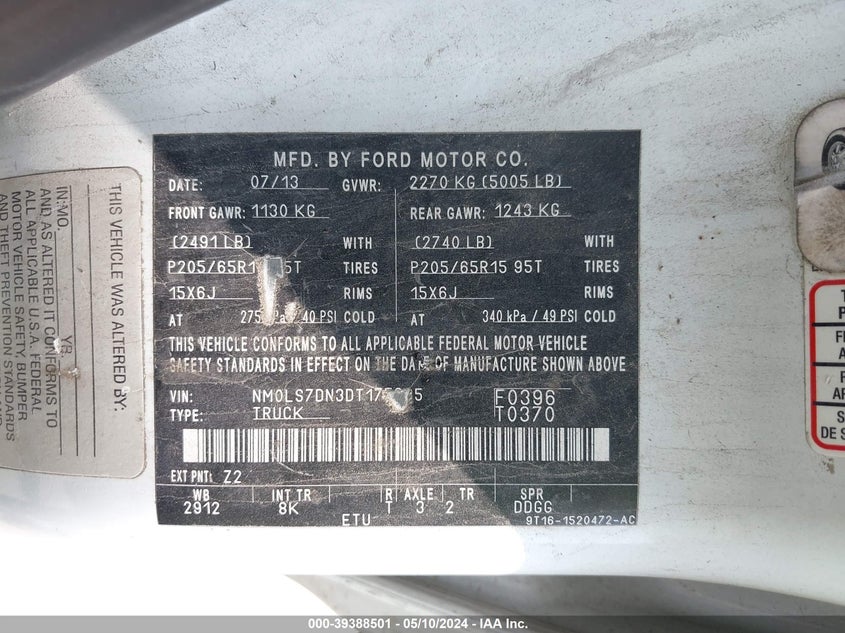 MFD. BY FORD MOTOR CO.
DATE: 07/13 GVWR: 2270 KG (5005 LB)
FRONT GAWR: 1130 KG REAR GAWR: 1243 KG
(2491 LB) WITH (2740 LB) WITH
TIRES P205/65R15 95T TIRES
15X6J RIMS 15X6J RIMS
AT 40 PSI COLD AT 340 kPa / 49 PSI COLD
THIS VEHICLE CONFORMS TO ALL APPLICABLE FEDERAL MOTOR VEHICLE
SAFETY STANDARDS IN EFFECT ON THE DATE OF MANUFACTURE SHOWN ABOVE
VIN: F0396
TYPE: TRUCK T0370
EXT PNT: Z2
WB INT TR R AXLE TR SPR
2912 8K T 3 2 DDGG
ETU 9T16-1520472-AC
THIS VEHICLE WAS ALTERED BY:
IN:MO. YR
AND AS ALTERED IT CONFORMS TO
ALL APPLICABLE U.S.A. FEDERAL
MOTOR VEHICLE SAFETY, BUMPER
AND THEFT PREVENTION STANDARDS
DE S
000-39388501 — 05/10/2024 — IAA Inc.